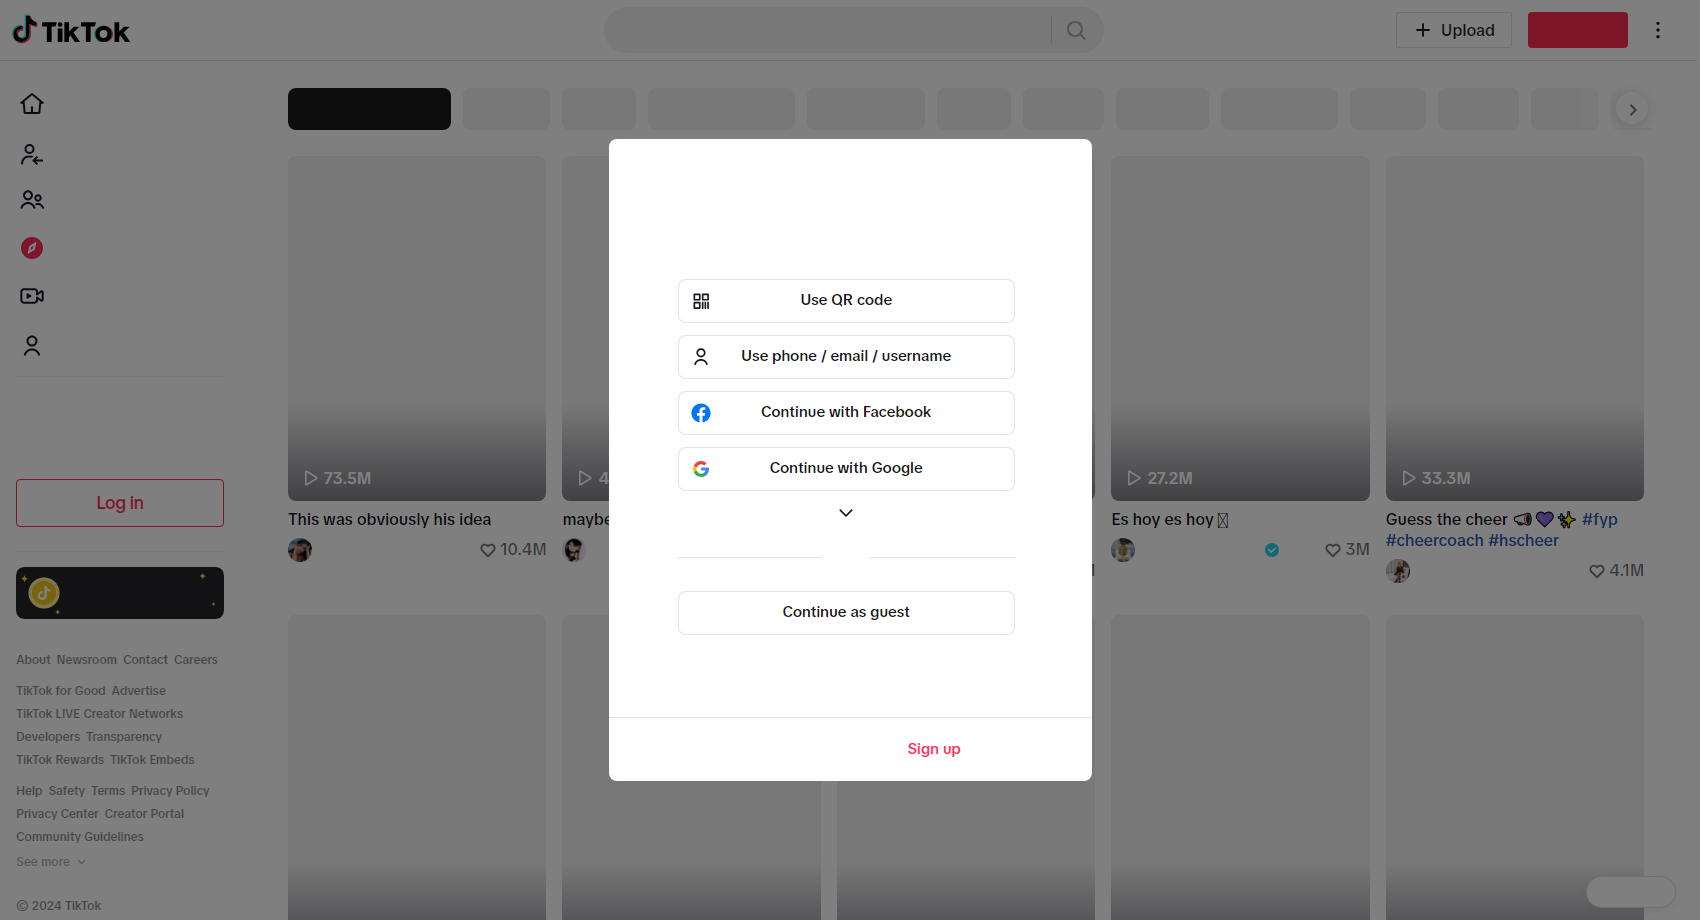 TikTok
Upload
Log in
About Newsroom Contact Careers
TikTok for Good Advertise
TikTok LIVE Creator Networks
Developers Transparency
TikTok Rewards TikTok Embeds
Help Safety Terms Privacy Policy
Privacy Center Creator Portal
Community Guidelines
See more
© 2024 TikTok
73.5M
This was obviously his idea
10.4M
4
maybe
27.2M
Es hoy es hoy
3M
33.3M
Guess the cheer 📣💜✨ #fyp
#cheercoach #hscheer
4.1M
Use QR code
Use phone / email / username
Continue with Facebook
Continue with Google
Continue as guest
Sign up